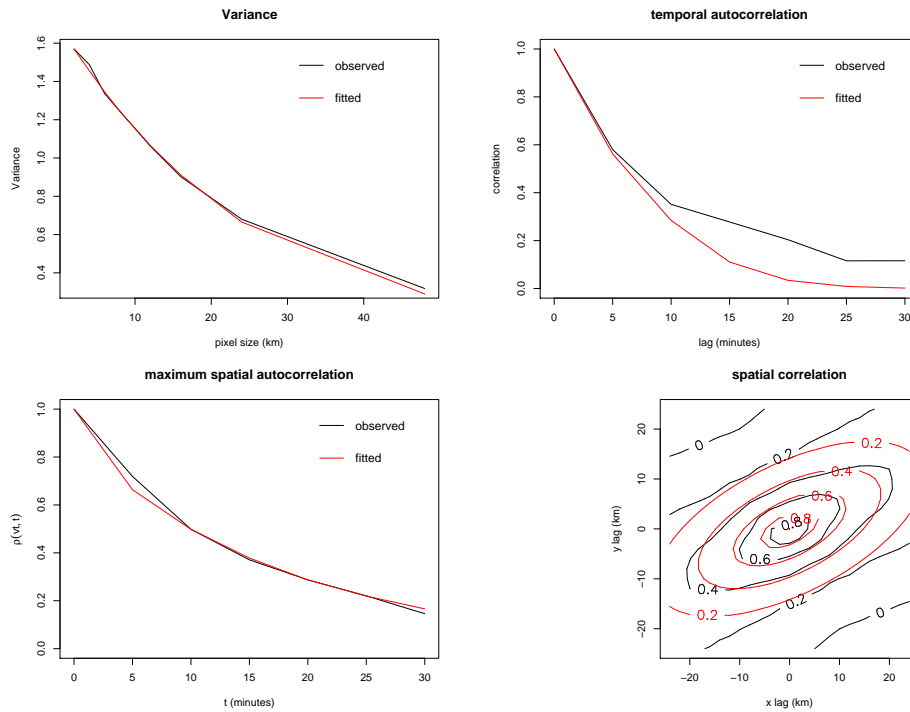 Variance
observed
fitted
Variance
1.6
1.4
1.2
1.0
0.8
0.6
0.4
10 20 30 40
pixel size (km)
temporal autocorrelation
observed
fitted
correlation
1.0
0.8
0.6
0.4
0.2
0.0
0 5 10 15 20 25 30
lag (minutes)
maximum spatial autocorrelation
observed
fitted
ρ(vt, t)
1.0
0.8
0.6
0.4
0.2
0.0
0 5 10 15 20 25 30
t (minutes)
spatial correlation
y lag (km)
20
10
0
−10
−20
0
0.2
0.2
0.4
0.6
0.8
0.8
0.6
0.4
0.2
0.2
0
−20 −10 0 10 20
x lag (km)